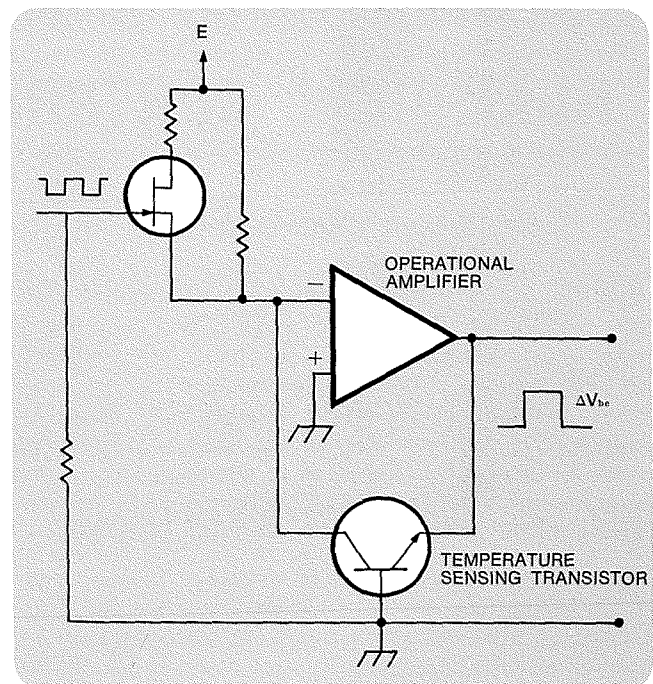 E
OPERATIONAL
AMPLIFIER
−
+
ΔVbe
TEMPERATURE
SENSING TRANSISTOR